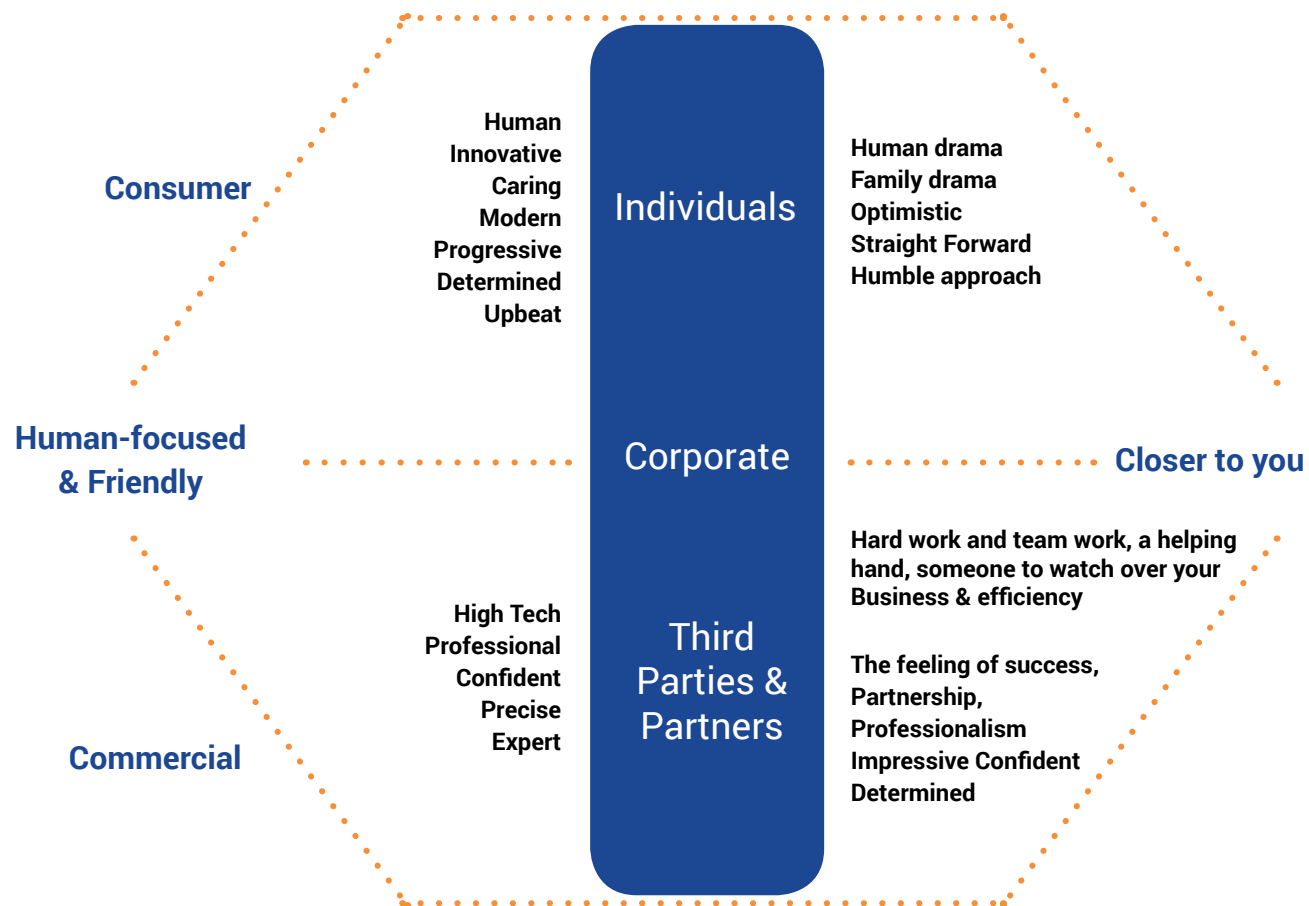 Consumer
Human
Innovative
Caring
Modern
Progressive
Determined
Upbeat
Individuals
Human drama
Family drama
Optimistic
Straight Forward
Humble approach
Human-focused
& Friendly
Corporate
Closer to you
Commercial
High Tech
Professional
Confident
Precise
Expert
Third
Parties &
Partners
Hard work and team work, a helping
hand, someone to watch over your
Business & efficiency
The feeling of success,
Partnership,
Professionalism
Impressive Confident
Determined